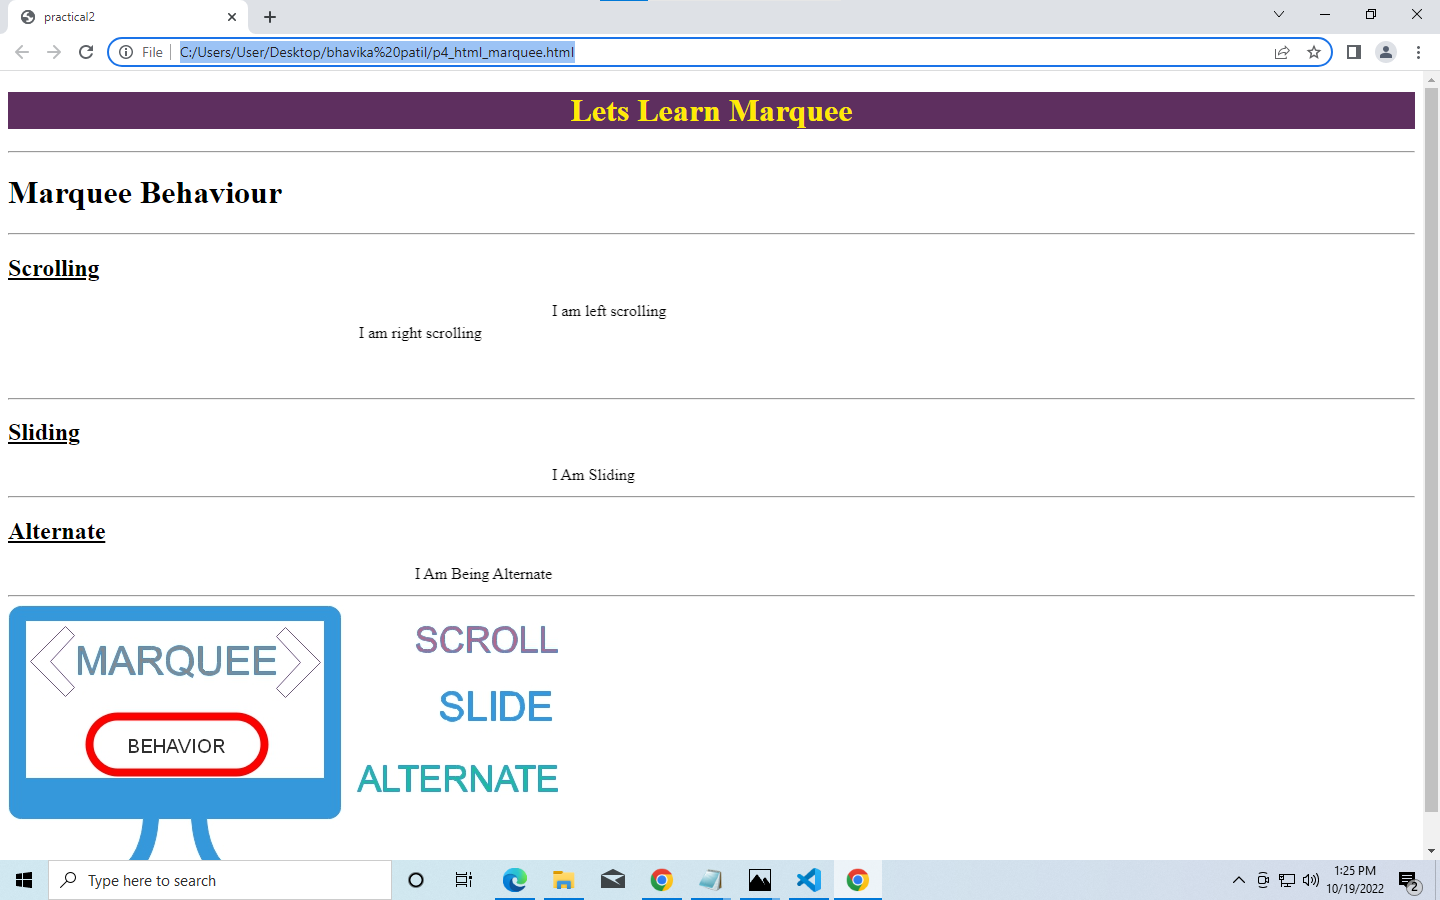 practical2
File
C:/Users/User/Desktop/bhavika%20patil/p4_html_marquee.html
Lets Learn Marquee
Marquee Behaviour
Scrolling
I am left scrolling
I am right scrolling
Sliding
I Am Sliding
Alternate
I Am Being Alternate
MARQUEE
BEHAVIOR
SCROLL
SLIDE
ALTERNATE
Type here to search
1:25 PM
10/19/2022
2